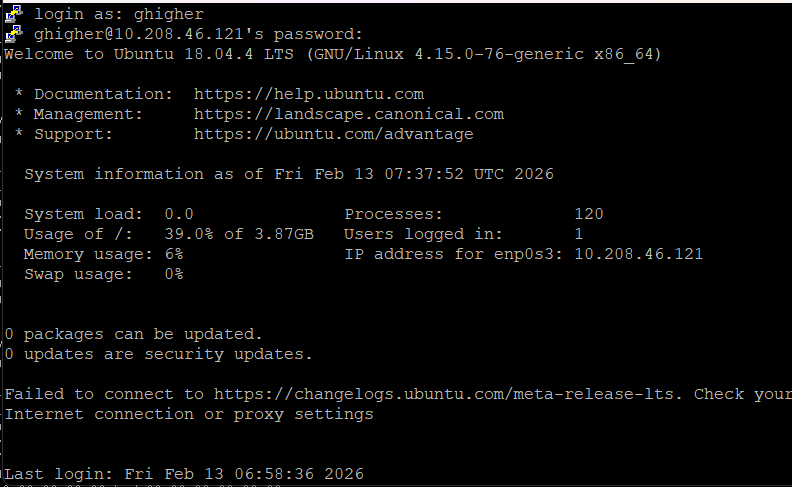 login as: ghigher
ghigher@10.208.46.121's password:
Welcome to Ubuntu 18.04.4 LTS (GNU/Linux 4.15.0-76-generic x86_64)
* Documentation: https://help.ubuntu.com
* Management: https://landscape.canonical.com
* Support: https://ubuntu.com/advantage
System information as of Fri Feb 13 07:37:52 UTC 2026
System load: 0.0 Processes: 120
Usage of /: 39.0% of 3.87GB Users logged in: 1
Memory usage: 6% IP address for enp0s3: 10.208.46.121
Swap usage: 0%
0 packages can be updated.
0 updates are security updates.
Failed to connect to https://changelogs.ubuntu.com/meta-release-lts. Check your
Internet connection or proxy settings
Last login: Fri Feb 13 06:58:36 2026